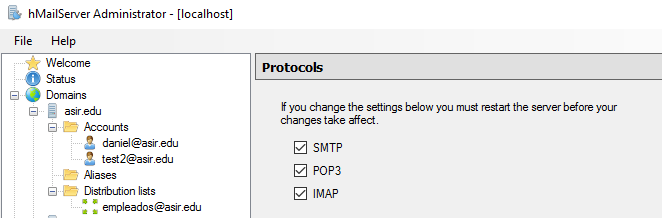 hMailServer Administrator - [localhost]
File Help
Welcome
Status
Domains
asir.edu
Accounts
daniel@asir.edu
test2@asir.edu
Aliases
Distribution lists
empleados@asir.edu
Protocols
If you change the settings below you must restart the server before your
changes take affect.
SMTP
POP3
IMAP